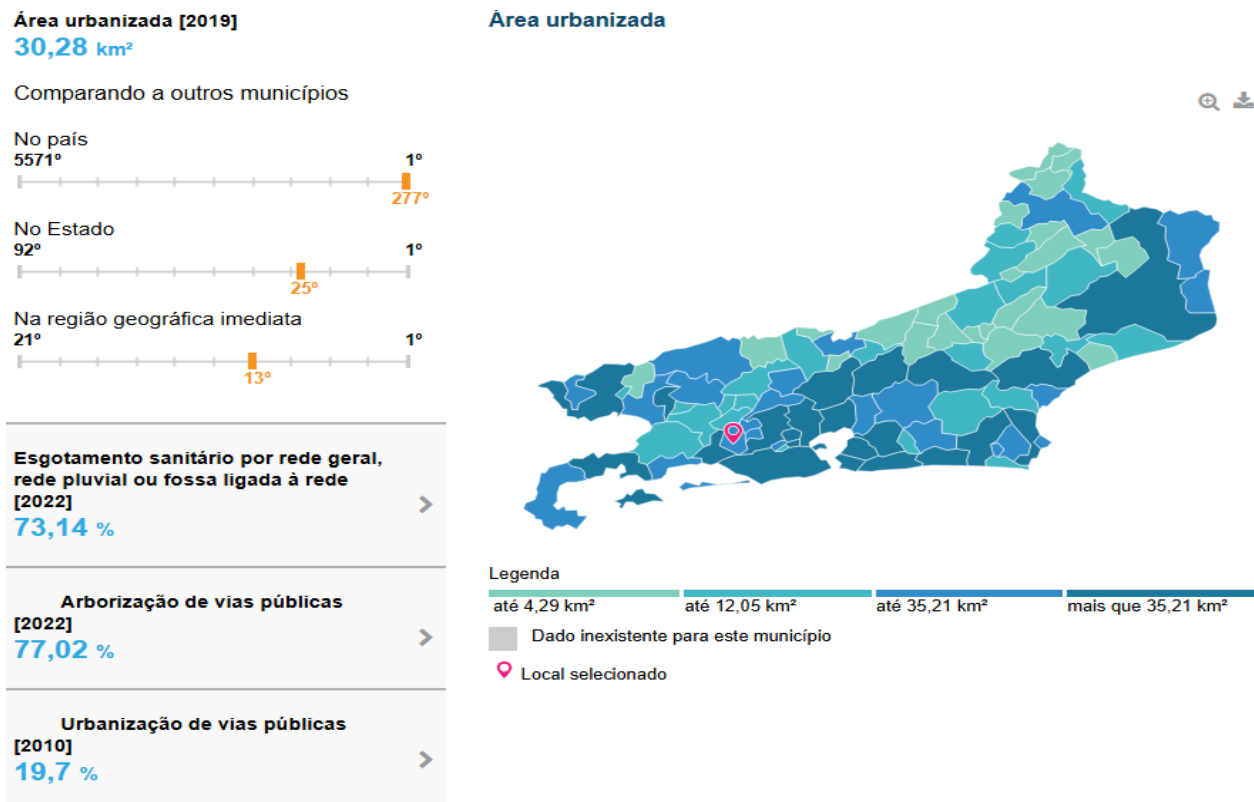 Área urbanizada [2019]
30,28 km²
Comparando a outros municípios
No país
5571º
1º
277º
No Estado
92º
1º
25º
Na região geográfica imediata
21º
1º
13º
Esgotamento sanitário por rede geral,
rede pluvial ou fossa ligada à rede
[2022]
73,14 %
Arborização de vias públicas
[2022]
77,02 %
Urbanização de vias públicas
[2010]
19,7 %
Área urbanizada
Legenda
até 4,29 km²
até 12,05 km²
até 35,21 km²
mais que 35,21 km²
Dado inexistente para este município
Local selecionado